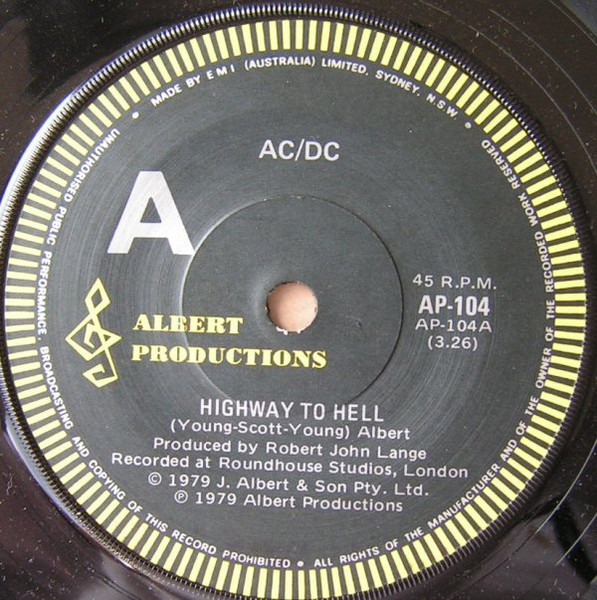 MADE BY E M I (AUSTRALIA) LIMITED, SYDNEY, N.S.W. •
AC/DC
A
45 R.P.M.
AP-104
AP-104A
(3.26)
ALBERT
PRODUCTIONS
HIGHWAY TO HELL
(Young-Scott-Young) Albert
Produced by Robert John Lange
Recorded at Roundhouse Studios, London
© 1979 J. Albert & Son Pty. Ltd.
℗ 1979 Albert Productions
UNAUTHORISED PUBLIC PERFORMANCE, BROADCASTING AND COPYING OF THIS RECORD PROHIBITED • ALL RIGHTS OF THE MANUFACTURER AND OF THE OWNER OF THE RECORDED WORK RESERVED